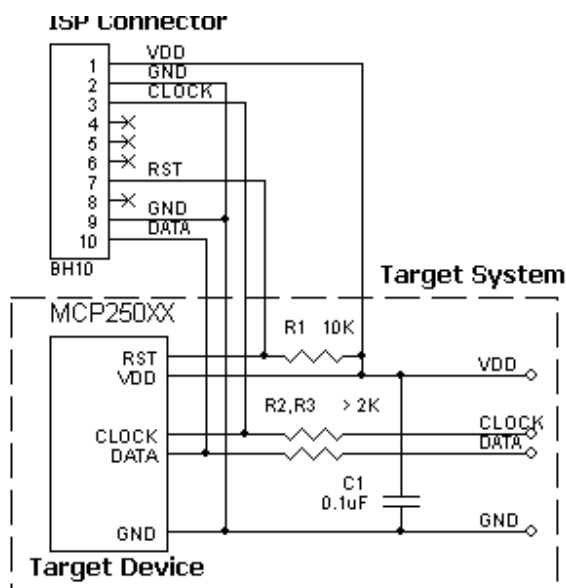 ISP Connector
VDD
1
GND
2
CLOCK
3
4
5
6
RST
7
8
GND
9
DATA
10
BH10
Target System
MCP250XX
R1 10K
RST
VDD
VDD
R2,R3 > 2K
CLOCK
CLOCK
DATA
DATA
C1
0.1uF
GND
GND
Target Device